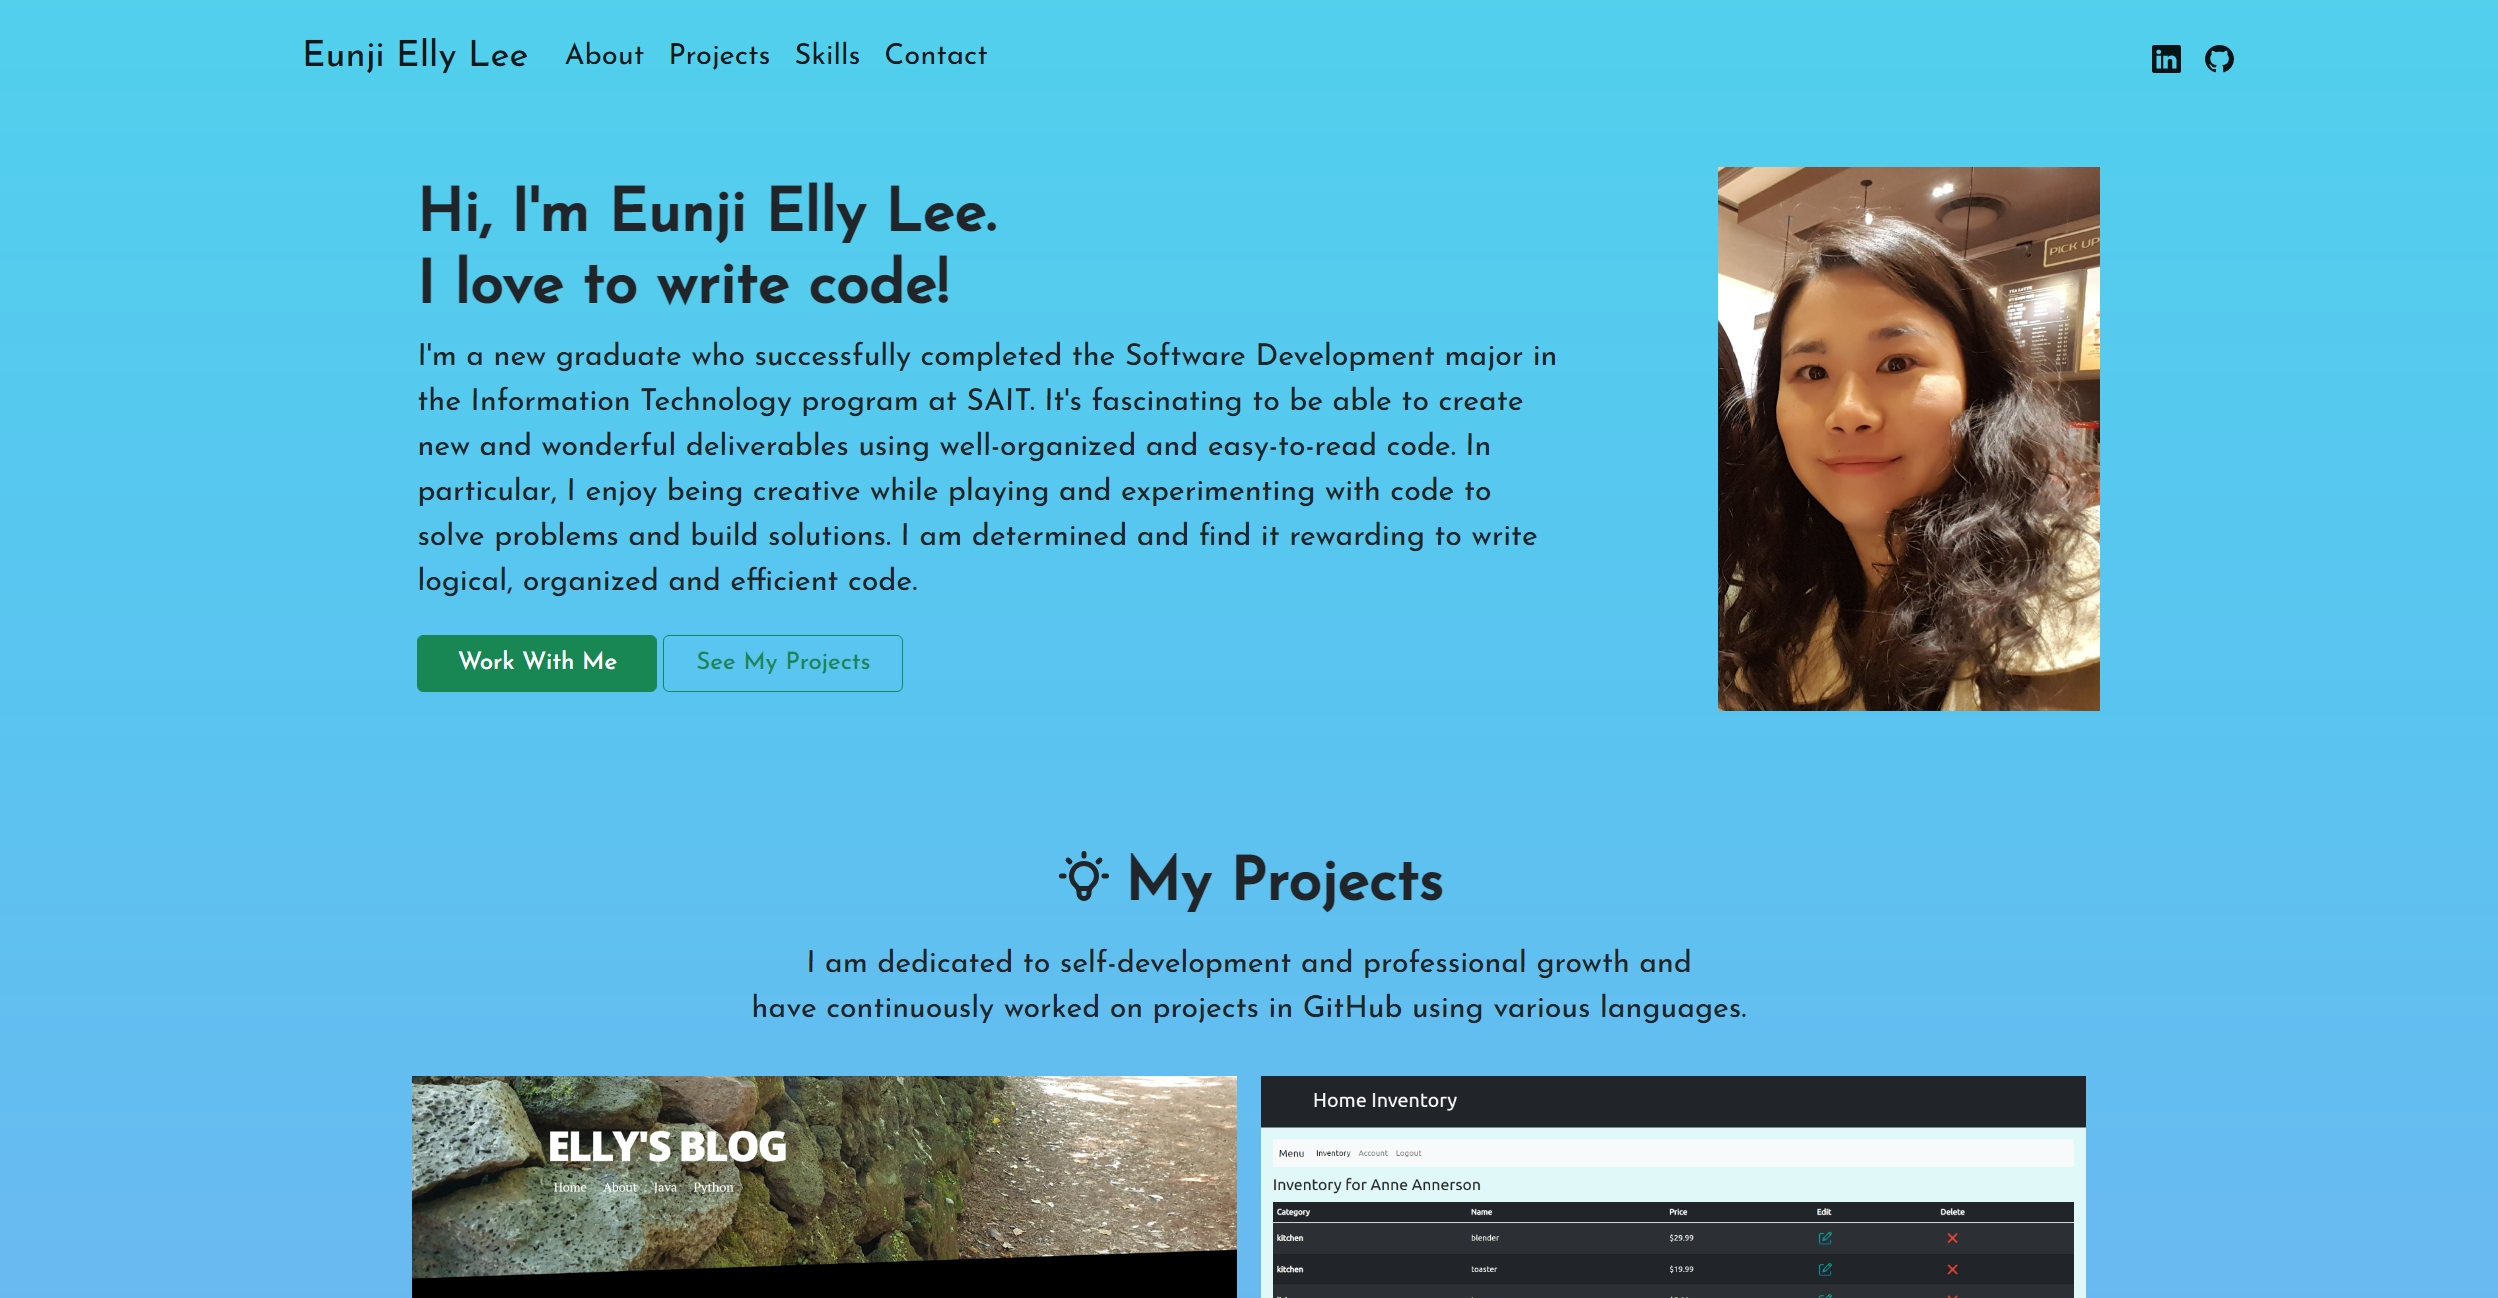 Eunji Elly Lee About Projects Skills Contact
in
Hi, I'm Eunji Elly Lee.
I love to write code!
I'm a new graduate who successfully completed the Software Development major in
the Information Technology program at SAIT. It's fascinating to be able to create
new and wonderful deliverables using well-organized and easy-to-read code. In
particular, I enjoy being creative while playing and experimenting with code to
solve problems and build solutions. I am determined and find it rewarding to write
logical, organized and efficient code.
Work With Me See My Projects
PICK UP
My Projects
I am dedicated to self-development and professional growth and
have continuously worked on projects in GitHub using various languages.
ELLY'S BLOG
Home About Java Python
Home Inventory
Menu Inventory Account Logout
Inventory for Anne Annerson
Category Name Price Edit Delete
kitchen blender $29.99
kitchen toaster $19.99